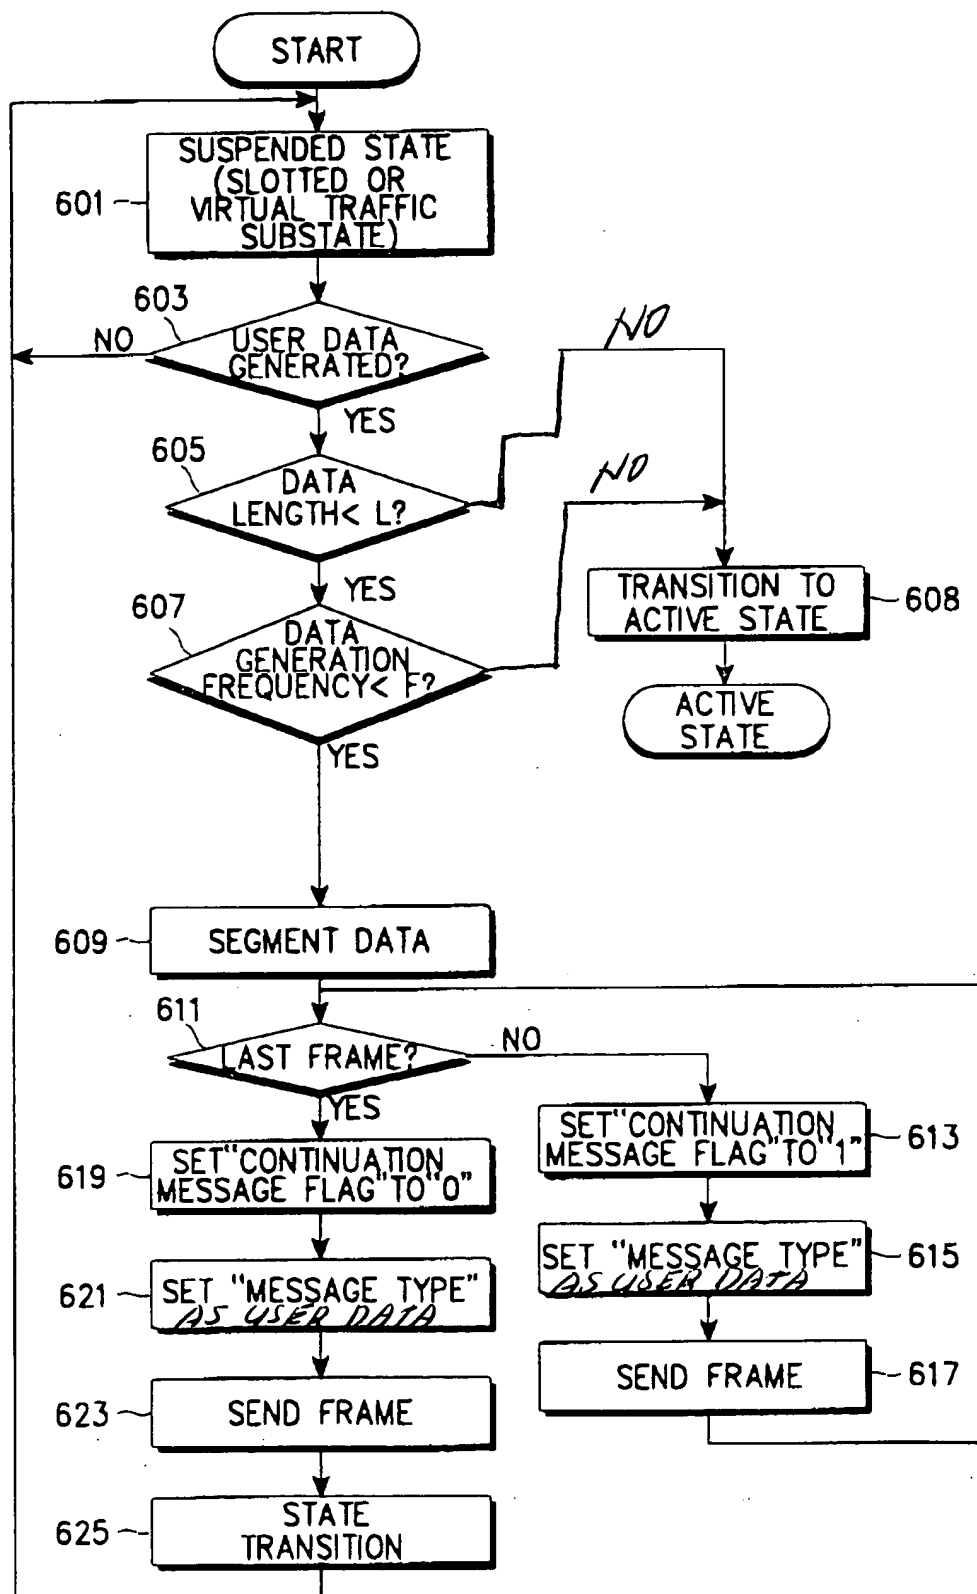 START
SUSPENDED STATE
(SLOTTED OR
VIRTUAL TRAFFIC
SUBSTATE)
601
603
NO
USER DATA
GENERATED?
NO
YES
605
DATA
LENGTH< L?
NO
YES
607
DATA
GENERATION
FREQUENCY< F?
TRANSITION TO
ACTIVE STATE
608
ACTIVE
STATE
YES
609
SEGMENT DATA
611
LAST FRAME?
NO
YES
SET"CONTINUATION
MESSAGE FLAG"TO"1"
613
619
SET"CONTINUATION
MESSAGE FLAG"TO"0"
SET "MESSAGE TYPE"
AS USER DATA
615
621
SET "MESSAGE TYPE"
AS USER DATA
SEND FRAME
617
623
SEND FRAME
625
STATE
TRANSITION